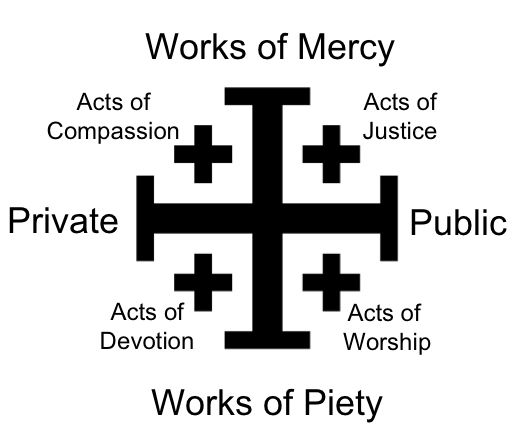 Works of Mercy
Acts of
Compassion
Acts of
Justice
Private
Public
Acts of
Devotion
Acts of
Worship
Works of Piety